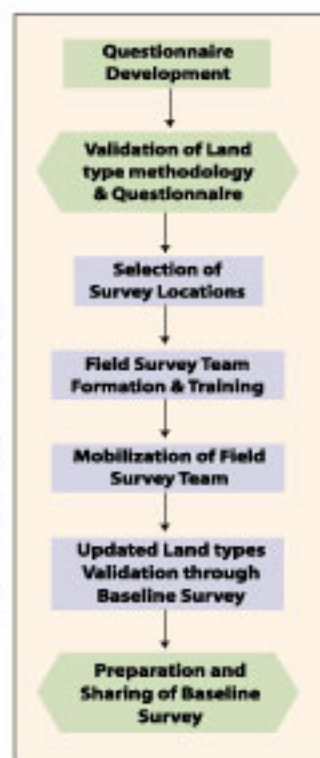 Questionnaire
Development
Validation of Land
type methodology
& Questionnaire
Selection of
Survey Locations
Field Survey Team
Formation & Training
Mobilization of Field
Survey Team
Updated Land types
Validation through
Baseline Survey
Preparation and
Sharing of Baseline
Survey